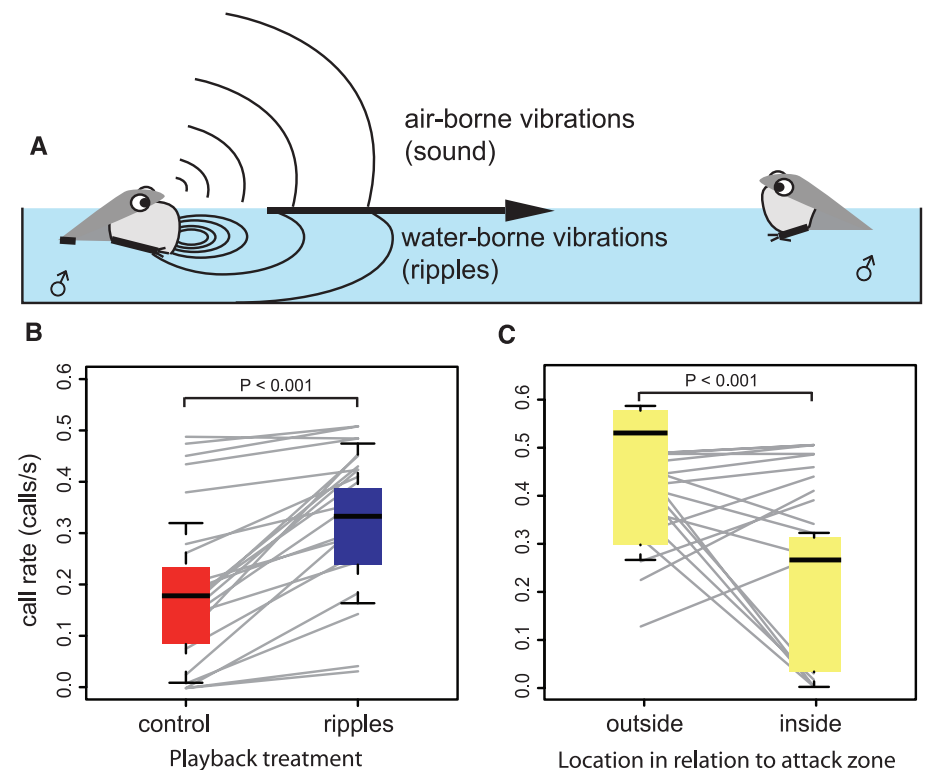 A
air-borne vibrations
(sound)
water-borne vibrations
(ripples)
♂
♂
B
P < 0.001
call rate (calls/s)
0.6
0.5
0.4
0.3
0.2
0.1
0.0
control
ripples
Playback treatment
C
P < 0.001
0.6
0.5
0.4
0.3
0.2
0.1
0.0
outside
inside
Location in relation to attack zone